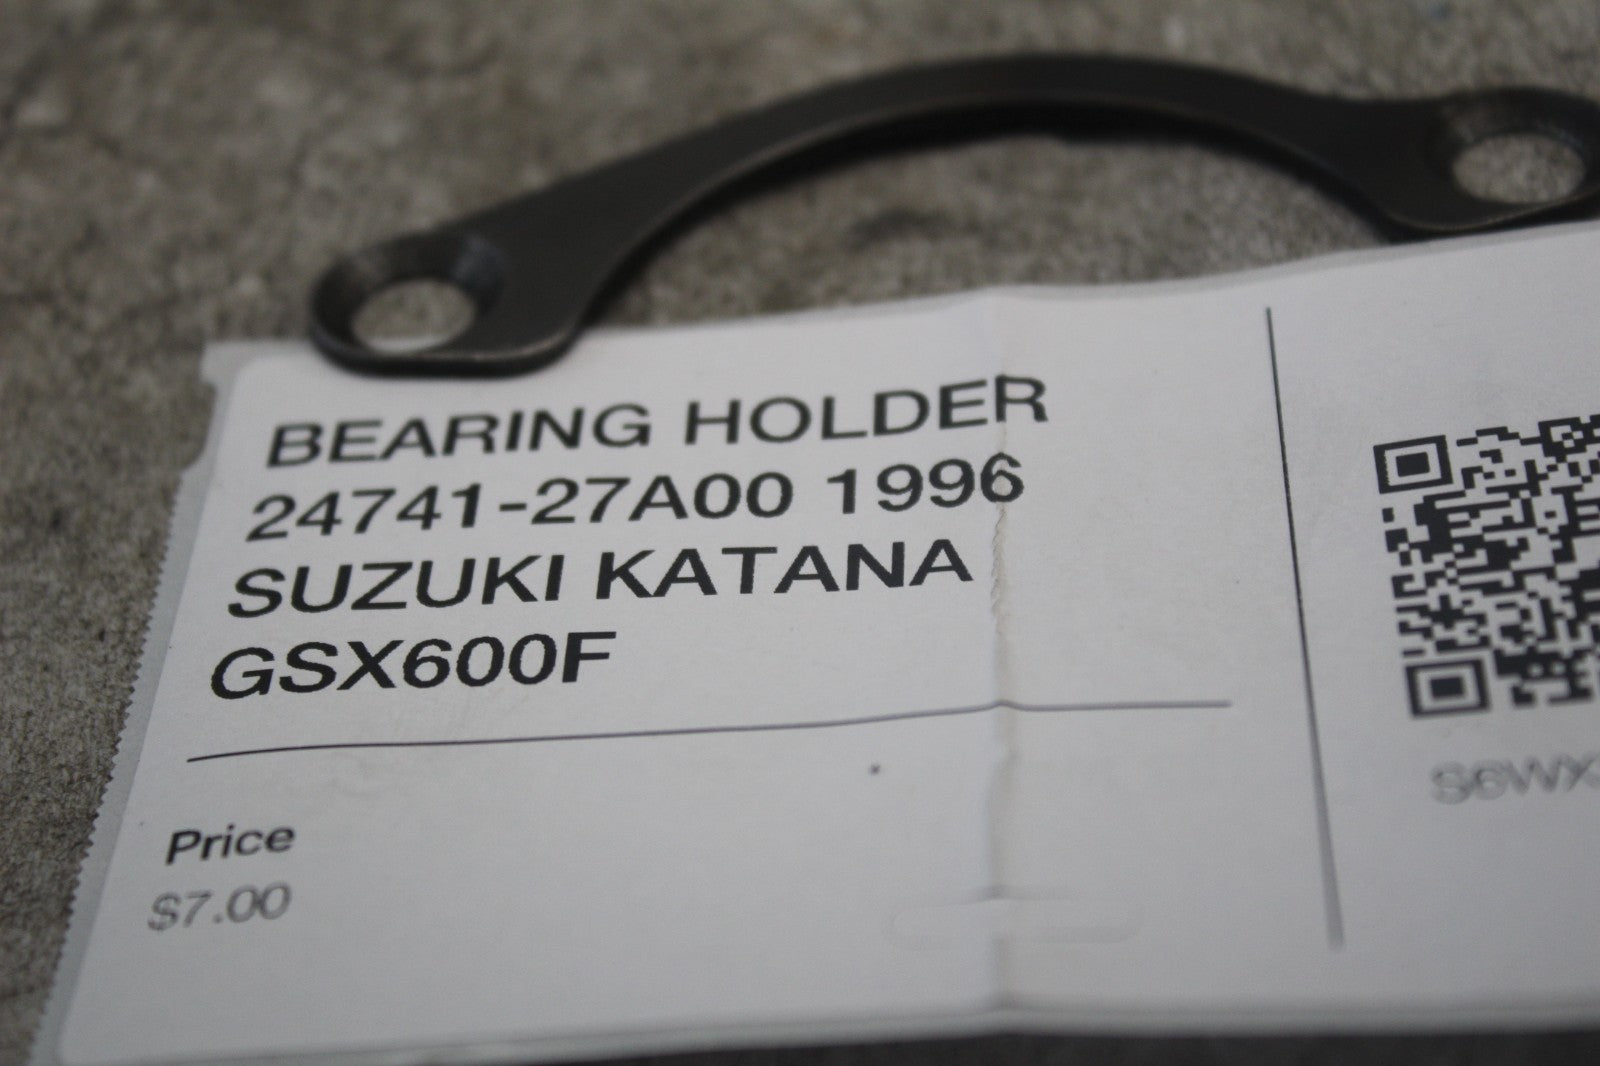 BEARING HOLDER
24741-27A00 1996
SUZUKI KATANA
GSX600F
Price
$7.00